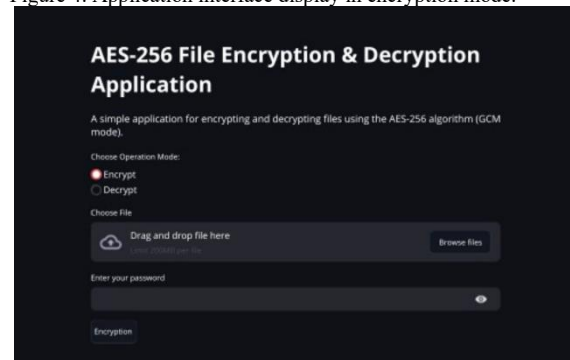 Figure 4. Application interface display in encryption mode.
AES-256 File Encryption & Decryption
Application
A simple application for encrypting and decrypting files using the AES-256 algorithm (GCM
mode).
Choose Operation Mode:
Encrypt
Decrypt
Choose File
Drag and drop file here
Limit 200MB per file
Browse files
Enter your password
Encryption